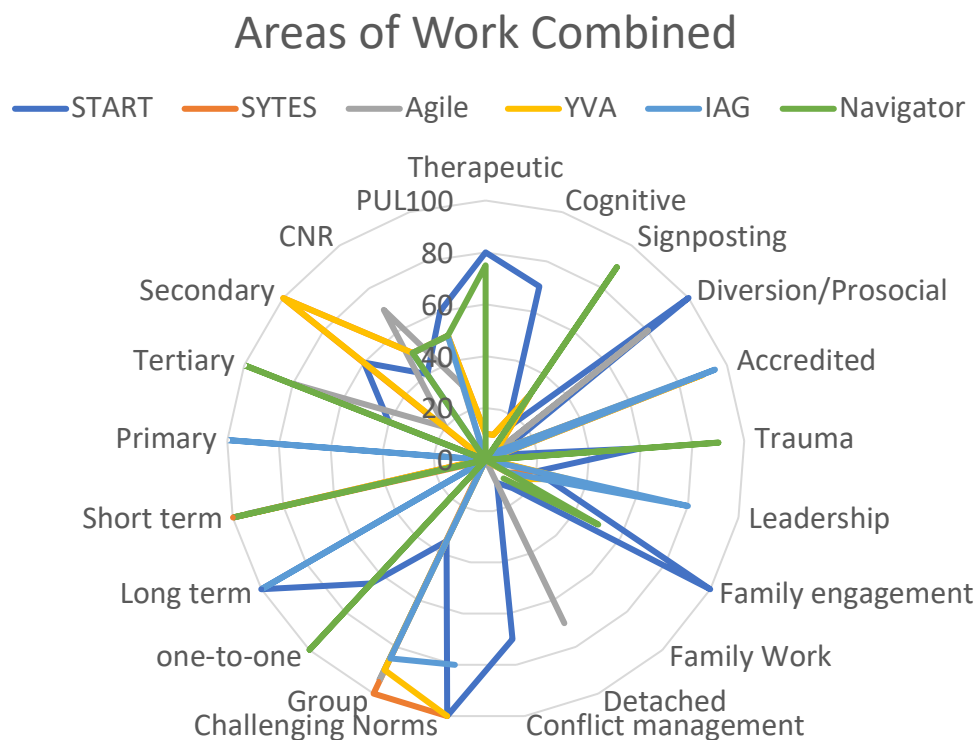 Areas of Work Combined
START SYTES Agile YVA IAG Navigator
Therapeutic
Cognitive
Signposting
Diversion/Prosocial
Accredited
Trauma
Leadership
Family engagement
Family Work
Detached
Conflict management
Challenging Norms
Group
one-to-one
Long term
Short term
Primary
Tertiary
Secondary
CNR
PUL
100
80
60
40
20
0